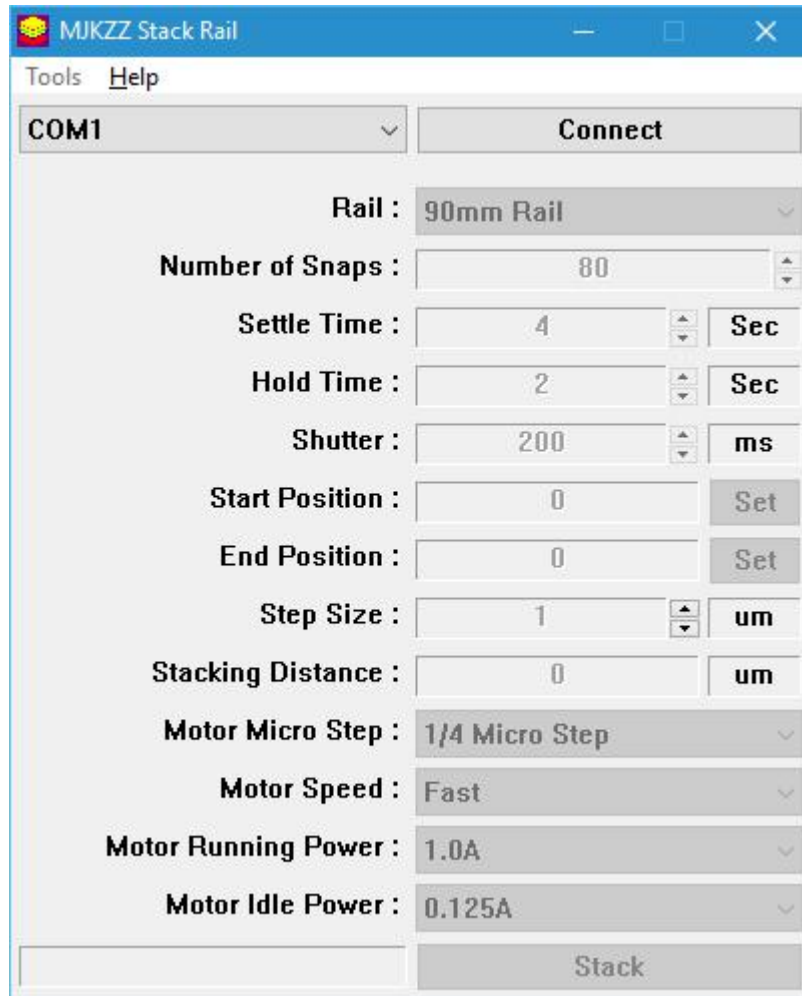 MJKZZ Stack Rail
Tools Help
COM1 Connect
Rail : 90mm Rail
Number of Snaps : 80
Settle Time : 4 Sec
Hold Time : 2 Sec
Shutter : 200 ms
Start Position : 0 Set
End Position : 0 Set
Step Size : 1 um
Stacking Distance : 0 um
Motor Micro Step : 1/4 Micro Step
Motor Speed : Fast
Motor Running Power : 1.0A
Motor Idle Power : 0.125A
Stack